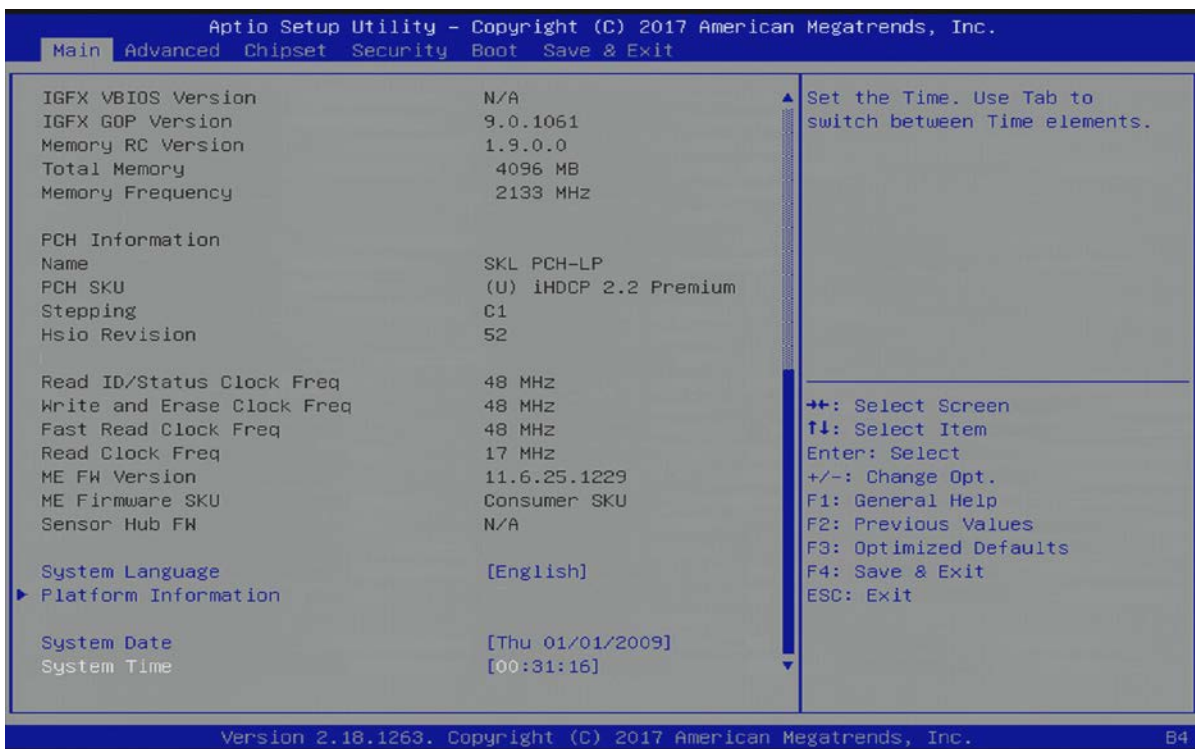 Aptio Setup Utility – Copyright (C) 2017 American Megatrends, Inc.
Main Advanced Chipset Security Boot Save & Exit
IGFX VBIOS Version N/A
IGFX GOP Version 9.0.1061
Memory RC Version 1.9.0.0
Total Memory 4096 MB
Memory Frequency 2133 MHz
PCH Information
Name SKL PCH-LP
PCH SKU (U) iHDCP 2.2 Premium
Stepping C1
Hsio Revision 52
Read ID/Status Clock Freq 48 MHz
Write and Erase Clock Freq 48 MHz
Fast Read Clock Freq 48 MHz
Read Clock Freq 17 MHz
ME FW Version 11.6.25.1229
ME Firmware SKU Consumer SKU
Sensor Hub FW N/A
System Language [English]
Platform Information
System Date [Thu 01/01/2009]
System Time [00:31:16]
Set the Time. Use Tab to
switch between Time elements.
→←: Select Screen
↑↓: Select Item
Enter: Select
+/-: Change Opt.
F1: General Help
F2: Previous Values
F3: Optimized Defaults
F4: Save & Exit
ESC: Exit
Version 2.18.1263. Copyright (C) 2017 American Megatrends, Inc.
B4